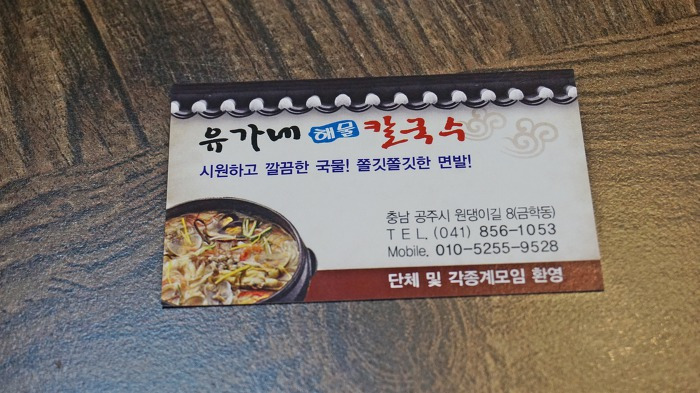 유가네 해물 칼국수
시원하고 깔끔한 국물! 쫄깃쫄깃한 면발!
충남 공주시 원댕이길 8(금학동)
TEL. (041) 856-1053
Mobile. 010-5255-9528
단체 및 각종계모임 환영